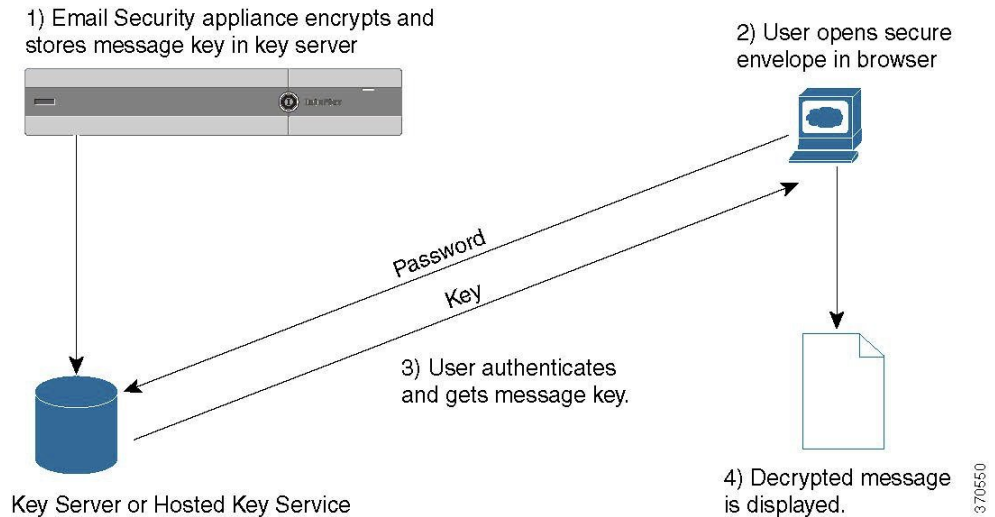 1) Email Security appliance encrypts and
stores message key in key server
2) User opens secure
envelope in browser
Password
Key
3) User authenticates
and gets message key.
Key Server or Hosted Key Service
4) Decrypted message
is displayed.
370550